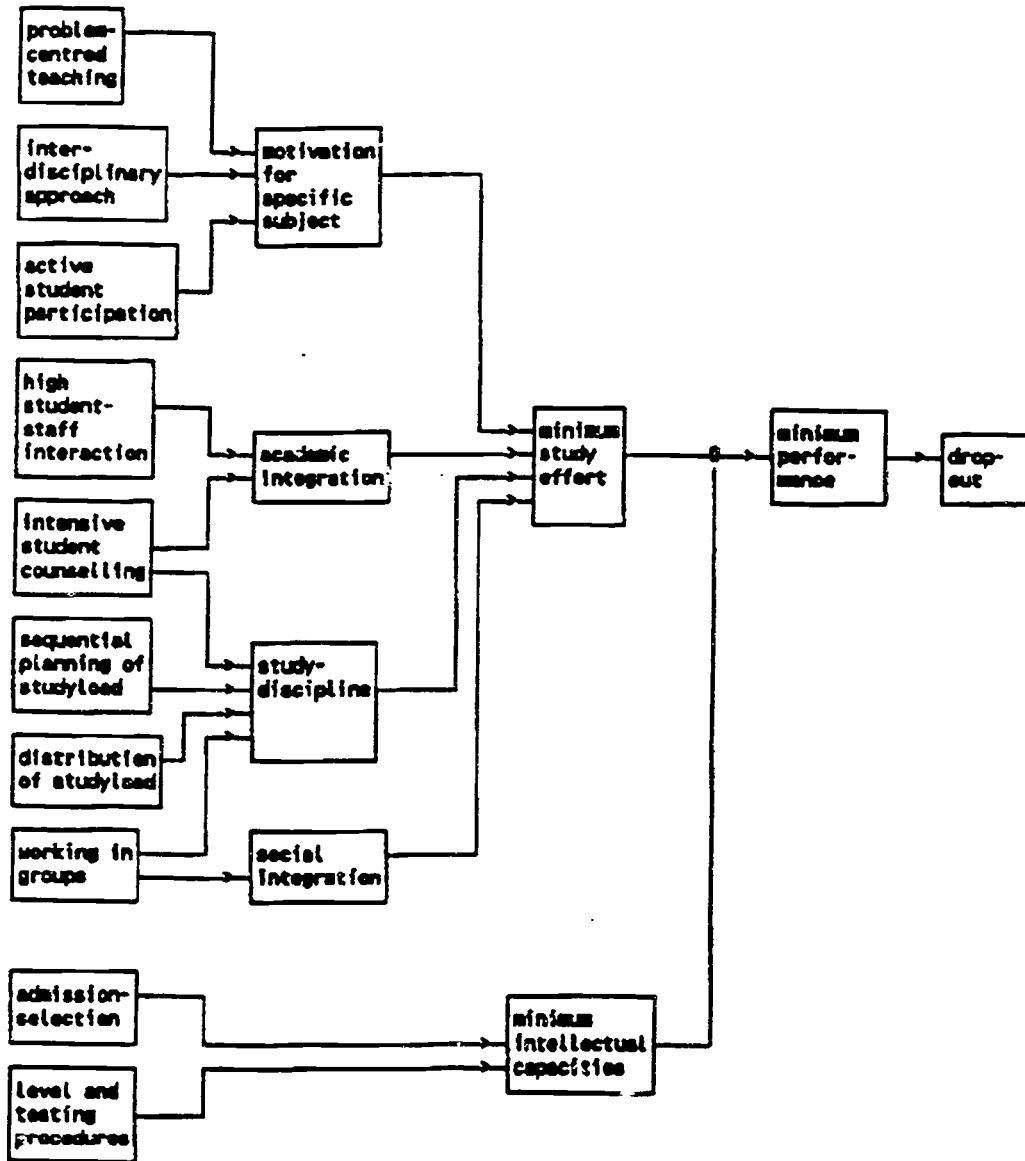 problem-
centred
teaching
inter-
disciplinary
approach
motivation
for
specific
subject
active
student
participation
high
student-
staff
interaction
academic
integration
minimum
study
effort
minimum
perfor-
mance
drop-
out
intensive
student
counselling
sequential
planning of
studyload
study-
discipline
distribution
of studyload
working in
groups
social
integration
admission-
selection
minimum
intellectual
capacities
level and
testing
procedures